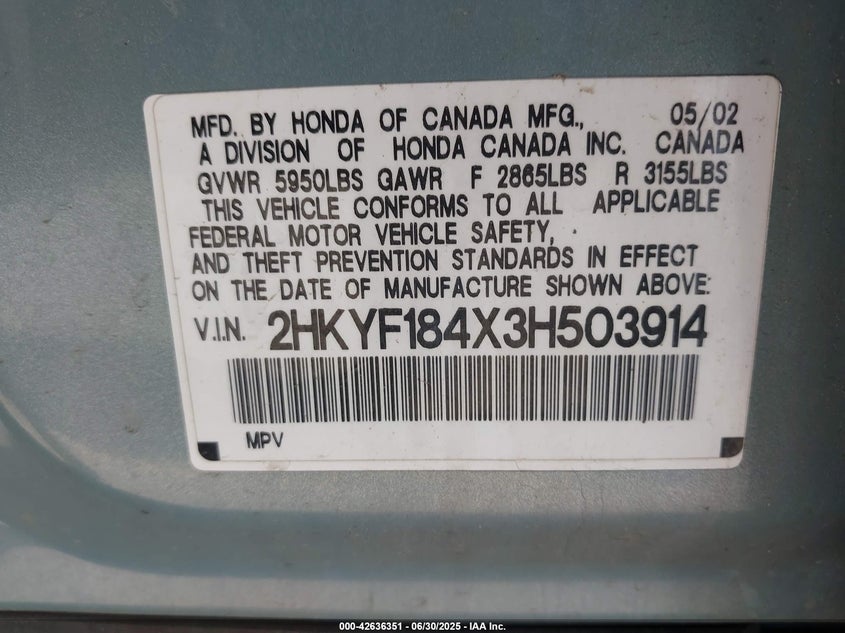 MFD. BY HONDA OF CANADA MFG., 05/02
A DIVISION OF HONDA CANADA INC. CANADA
GVWR 5950LBS GAWR F 2865LBS R 3155LBS
THIS VEHICLE CONFORMS TO ALL APPLICABLE
FEDERAL MOTOR VEHICLE SAFETY,
AND THEFT PREVENTION STANDARDS IN EFFECT
ON THE DATE OF MANUFACTURE SHOWN ABOVE:
V.I.N. 2HKYF184X3H503914
MPV
000-42636351 | 06/30/2025 - IAA Inc.